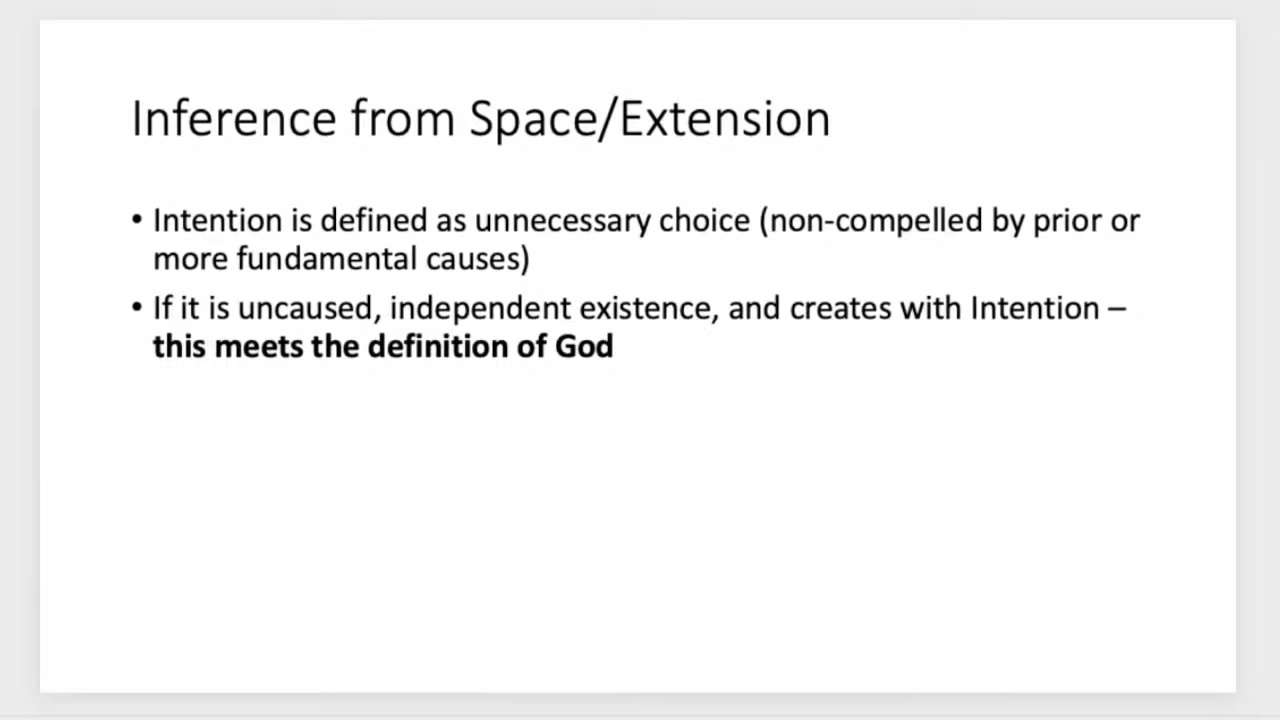 Inference from Space/Extension
• Intention is defined as unnecessary choice (non-compelled by prior or
more fundamental causes)
• If it is uncaused, independent existence, and creates with Intention –
this meets the definition of God